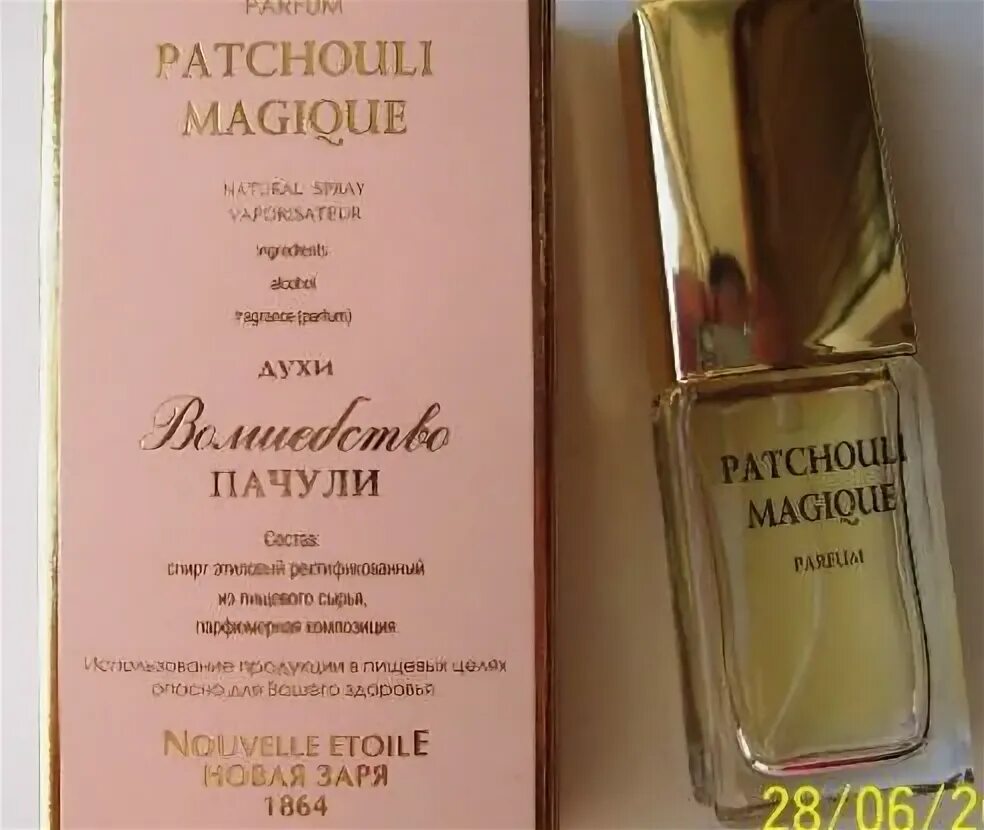 PARFUM
PATCHOULI
MAGIQUE
NATURAL SPRAY
VAPORISATEUR
ingredients:
alcohol
fragrance (parfum)
ДУХИ
Волшебство
ПАЧУЛИ
Состав:
спирт этиловый ректификованный
из пищевого сырья,
парфюмерная композиция
Использование продукции в пищевых целях
опасно для Вашего здоровья
NOUVELLE ETOILE
НОВАЯ ЗАРЯ
1864
PATCHOULI
MAGIQUE
PARFUM
28/06/20